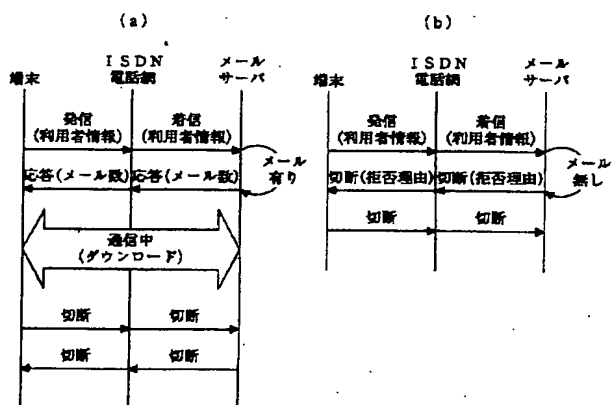 (a)
端末
ISDN
電話網
メール
サーバ
発信
(利用者情報)
着信
(利用者情報)
メール
有り
応答(メール数)
応答(メール数)
通信中
(ダウンロード)
切断
切断
切断
切断
(b)
端末
ISDN
電話網
メール
サーバ
発信
(利用者情報)
着信
(利用者情報)
メール
無し
切断(拒否理由)
切断(拒否理由)
切断
切断